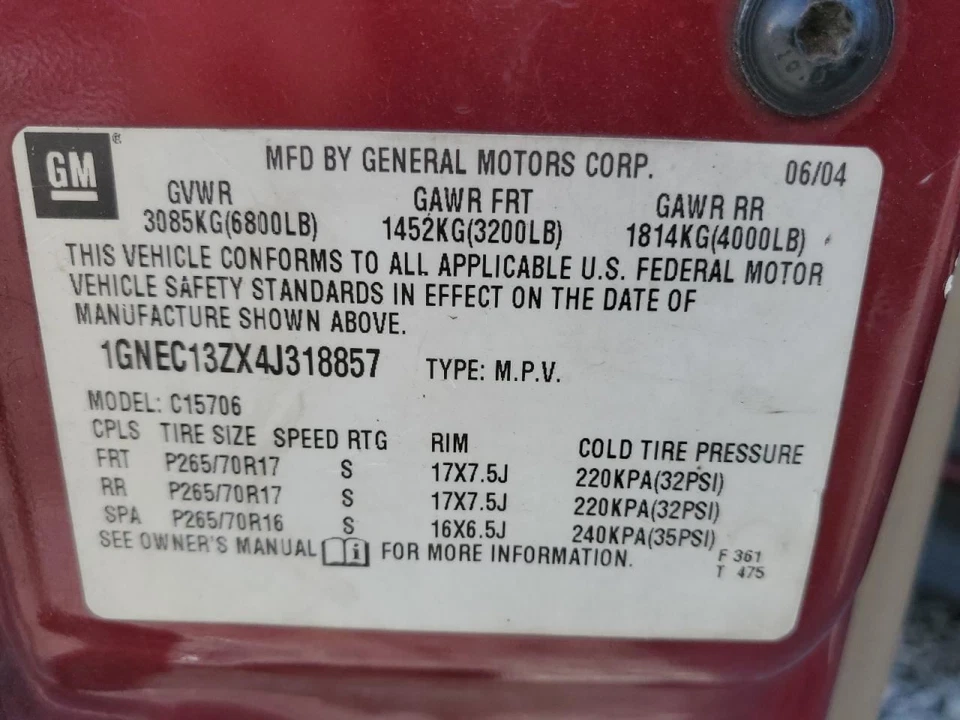 GM® MFD BY GENERAL MOTORS CORP. 06/04
GVWR GAWR FRT GAWR RR
3085KG(6800LB) 1452KG(3200LB) 1814KG(4000LB)
THIS VEHICLE CONFORMS TO ALL APPLICABLE U.S. FEDERAL MOTOR
VEHICLE SAFETY STANDARDS IN EFFECT ON THE DATE OF
MANUFACTURE SHOWN ABOVE.
1GNEC13ZX4J318857 TYPE: M.P.V.
MODEL: C15706
CPLS TIRE SIZE SPEED RTG RIM COLD TIRE PRESSURE
FRT P265/70R17 S 17X7.5J 220KPA(32PSI)
RR P265/70R17 S 17X7.5J 220KPA(32PSI)
SPA P265/70R16 S 16X6.5J 240KPA(35PSI)
SEE OWNER'S MANUAL i FOR MORE INFORMATION. F 361
T 475